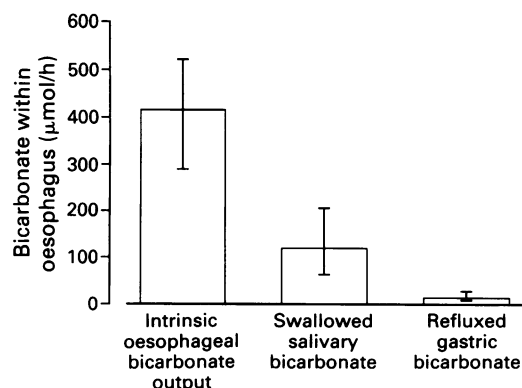 Bicarbonate within
oesophagus (μmol/h)
600
500
400
300
200
100
0
Intrinsic
oesophageal
bicarbonate
output
Swallowed
salivary
bicarbonate
Refluxed
gastric
bicarbonate